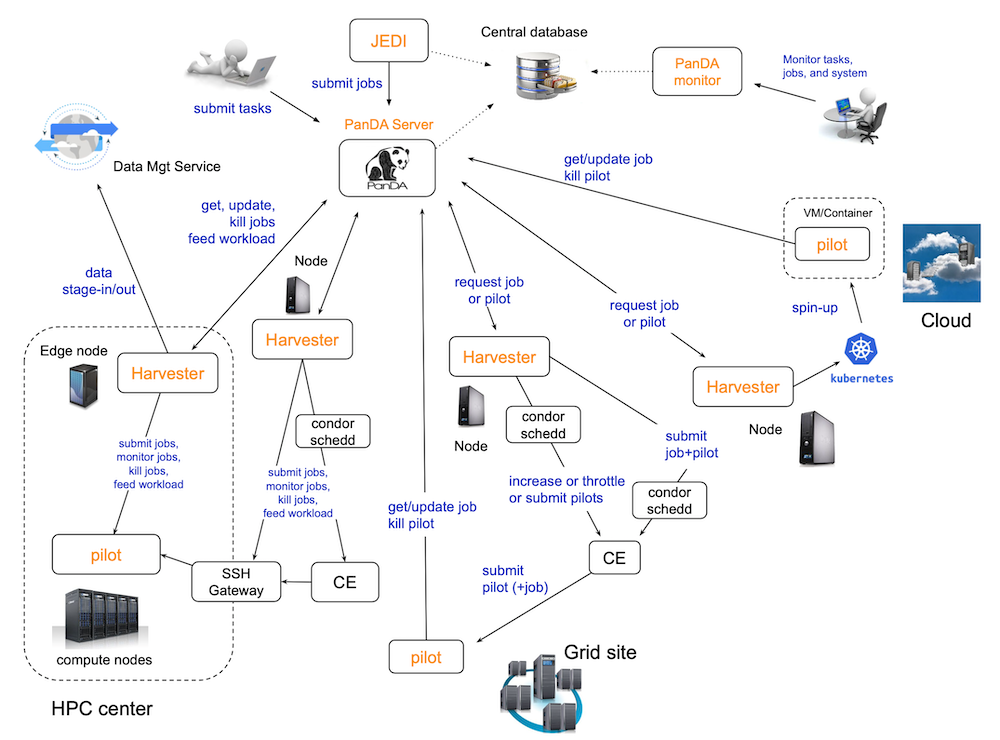 JEDI
Central database
PanDA
monitor
Monitor tasks,
jobs, and system
submit jobs
submit tasks
PanDA Server
PanDA
Data Mgt Service
get/update job
kill pilot
VM/Container
pilot
get, update,
kill jobs
feed workload
Node
data
stage-in/out
request job
or pilot
request job
or pilot
spin-up
Cloud
Edge node
Harvester
Harvester
Harvester
Harvester
kubernetes
Node
Node
condor
schedd
condor
schedd
submit
job+pilot
submit jobs,
monitor jobs,
kill jobs,
feed workload
submit jobs,
monitor jobs,
kill jobs,
feed workload
increase or throttle
or submit pilots
condor
schedd
get/update job
kill pilot
pilot
SSH
Gateway
CE
CE
submit
pilot (+job)
compute nodes
pilot
Grid site
HPC center